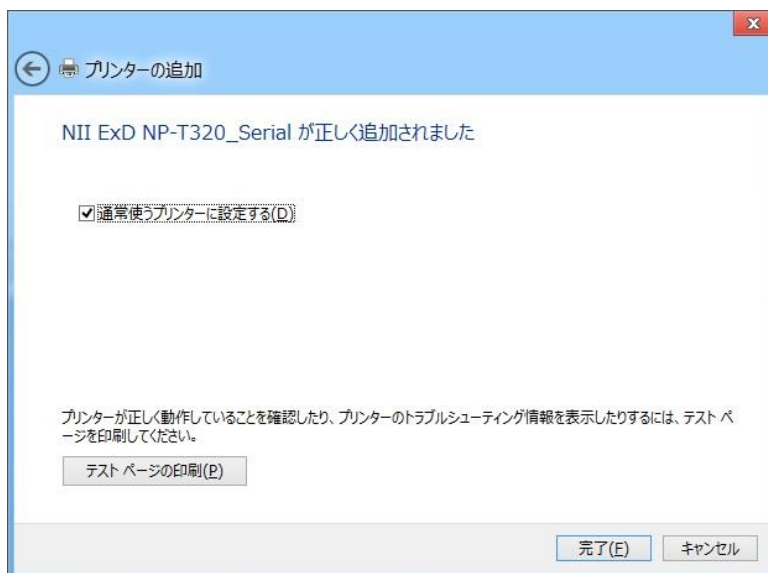 プリンターの追加
NII ExD NP-T320_Serial が正しく追加されました
通常使うプリンターに設定する(D)
プリンターが正しく動作していることを確認したり、プリンターのトラブルシューティング情報を表示したりするには、テスト ペ
ージを印刷してください。
テスト ページの印刷(P)
完了(F)
キャンセル